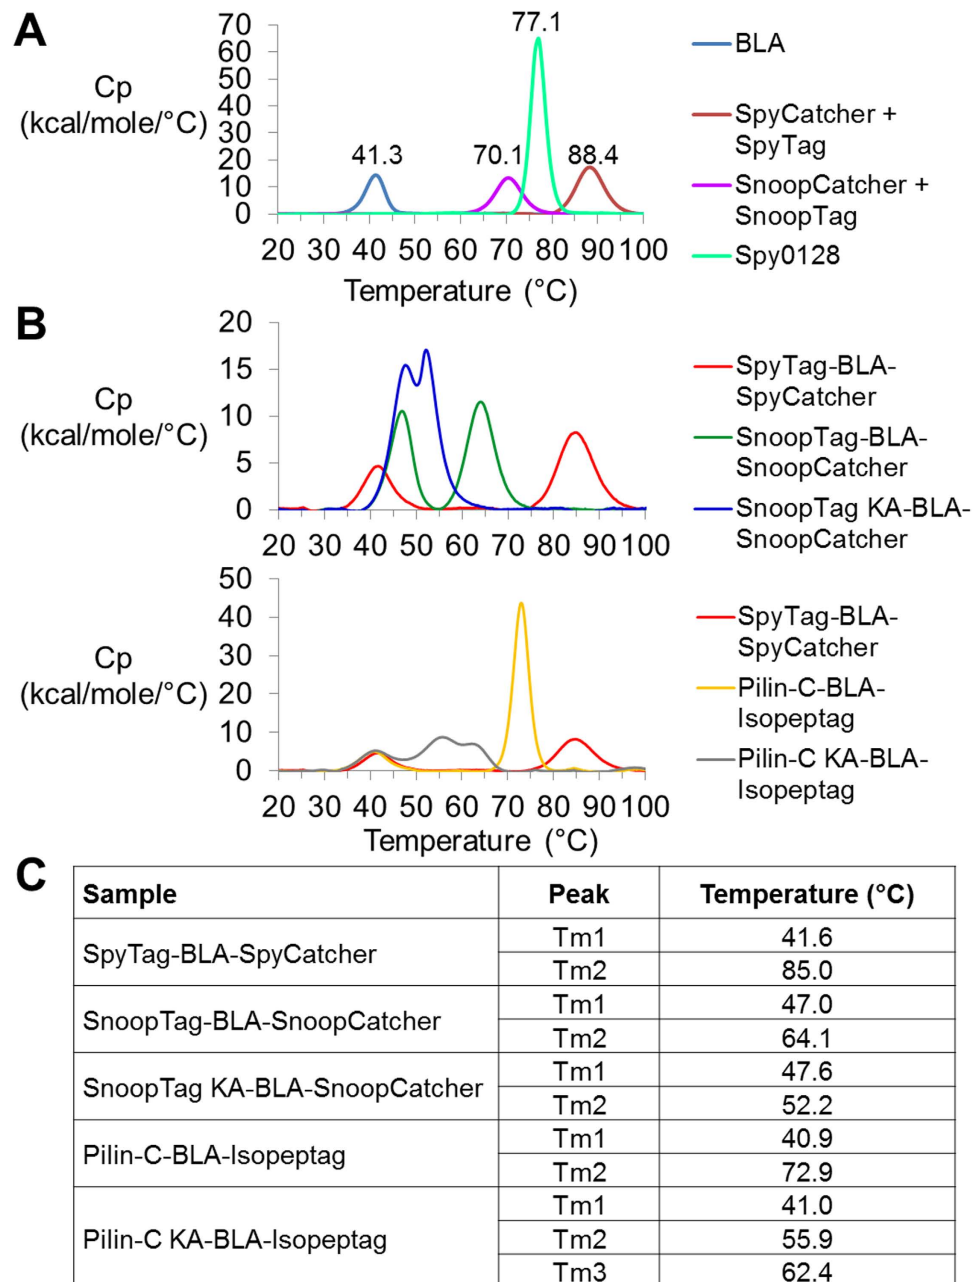 A
Cp
(kcal/mole/°C)
70
60
50
40
30
20
10
0
41.3
70.1
77.1
88.4
20 30 40 50 60 70 80 90 100
Temperature (°C)
BLA
SpyCatcher +
SpyTag
SnoopCatcher +
SnoopTag
Spy0128
B
Cp
(kcal/mole/°C)
20
15
10
5
0
20 30 40 50 60 70 80 90 100
SpyTag-BLA-
SpyCatcher
SnoopTag-BLA-
SnoopCatcher
SnoopTag KA-BLA-
SnoopCatcher
Cp
(kcal/mole/°C)
50
40
30
20
10
0
20 30 40 50 60 70 80 90 100
Temperature (°C)
SpyTag-BLA-
SpyCatcher
Pilin-C-BLA-
Isopeptag
Pilin-C KA-BLA-
Isopeptag
C
Sample Peak Temperature (°C)
SpyTag-BLA-SpyCatcher
Tm1 41.6
Tm2 85.0
SnoopTag-BLA-SnoopCatcher
Tm1 47.0
Tm2 64.1
SnoopTag KA-BLA-SnoopCatcher
Tm1 47.6
Tm2 52.2
Pilin-C-BLA-Isopeptag
Tm1 40.9
Tm2 72.9
Pilin-C KA-BLA-Isopeptag
Tm1 41.0
Tm2 55.9
Tm3 62.4